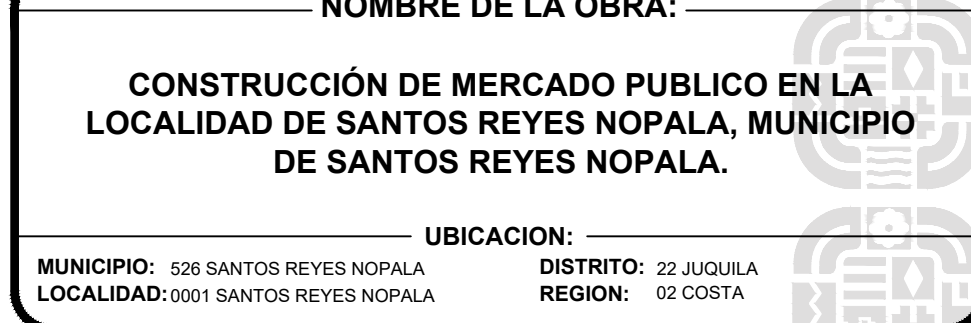 NOMBRE DE LA OBRA:
CONSTRUCCIÓN DE MERCADO PUBLICO EN LA
LOCALIDAD DE SANTOS REYES NOPALA, MUNICIPIO
DE SANTOS REYES NOPALA.
UBICACION:
MUNICIPIO: 526 SANTOS REYES NOPALA DISTRITO: 22 JUQUILA
LOCALIDAD: 0001 SANTOS REYES NOPALA REGION: 02 COSTA